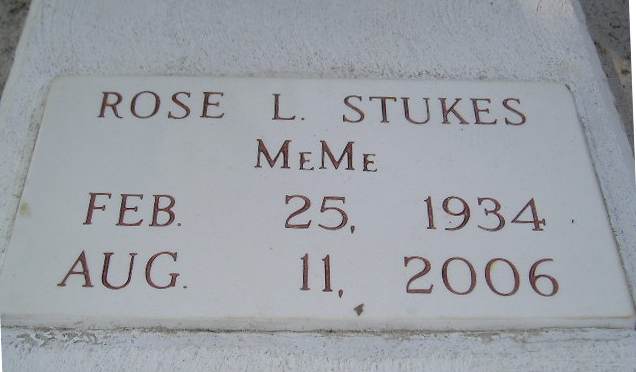 ROSE L. STUKES
MEME
FEB. 25, 1934
AUG. 11, 2006